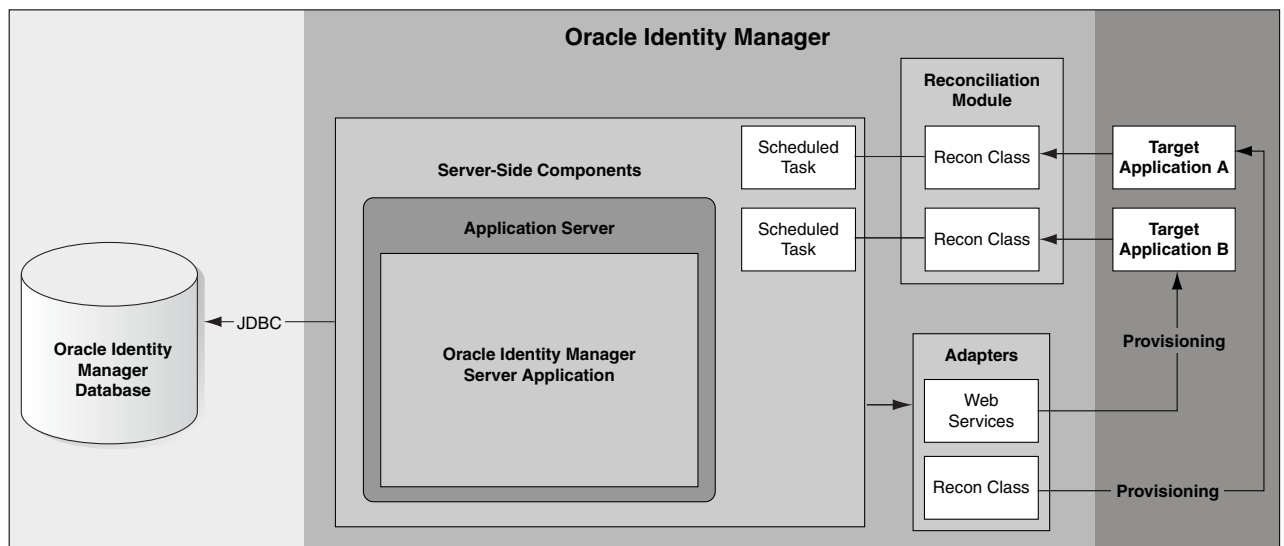 Oracle Identity Manager
Reconciliation
Module
Scheduled
Task
Recon Class
Target
Application A
Server-Side Components
Application Server
Scheduled
Task
Recon Class
Target
Application B
JDBC
Oracle Identity
Manager
Database
Oracle Identity Manager
Server Application
Adapters
Web
Services
Provisioning
Recon Class
Provisioning